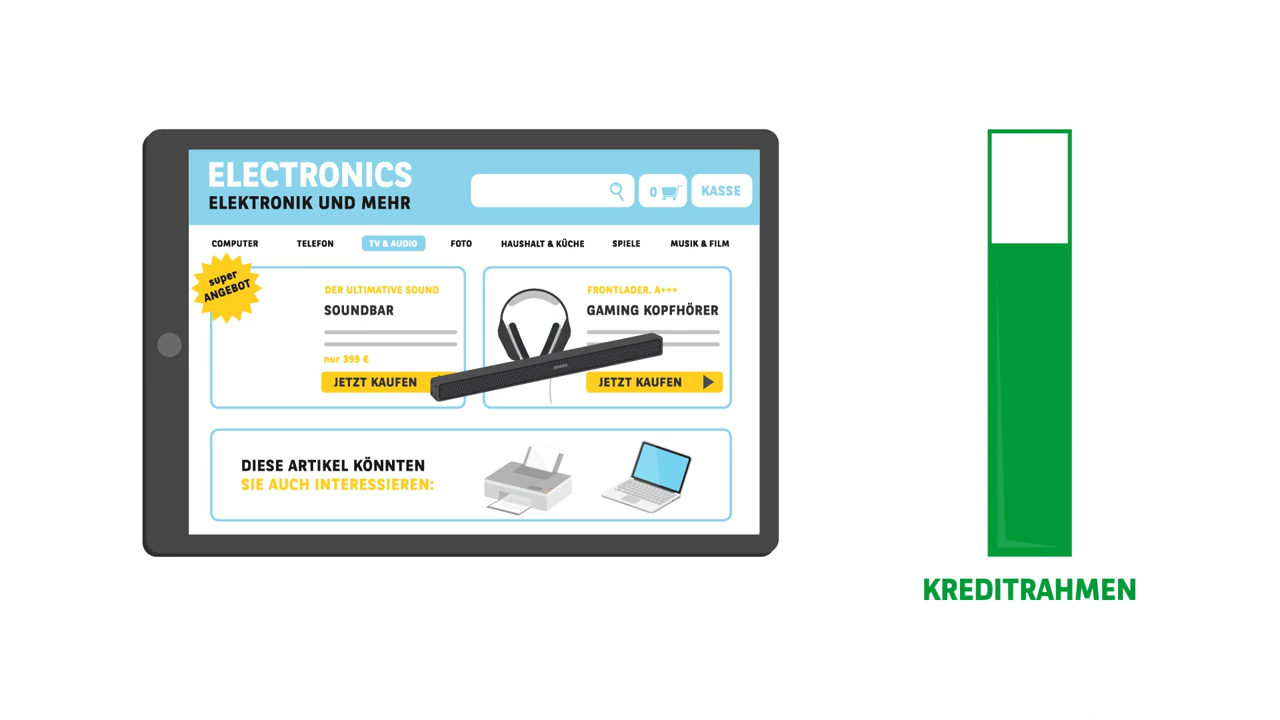 ELECTRONICS
ELEKTRONIK UND MEHR
0
KASSE
COMPUTER
TELEFON
TV & AUDIO
FOTO
HAUSHALT & KÜCHE
SPIELE
MUSIK & FILM
super
ANGEBOT
DER ULTIMATIVE SOUND
SOUNDBAR
nur 399 €
JETZT KAUFEN
FRONTLADER. A+++
GAMING KOPFHÖRER
JETZT KAUFEN
DIESE ARTIKEL KÖNNTEN
SIE AUCH INTERESSIEREN:
KREDITRAHMEN